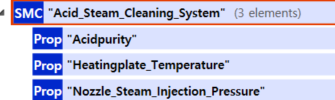 SMC "Acid_Steam_Cleaning_System" (3 elements)
Prop "Acidpurity"
Prop "Heatingplate_Temperature"
Prop "Nozzle_Steam_Injection_Pressure"